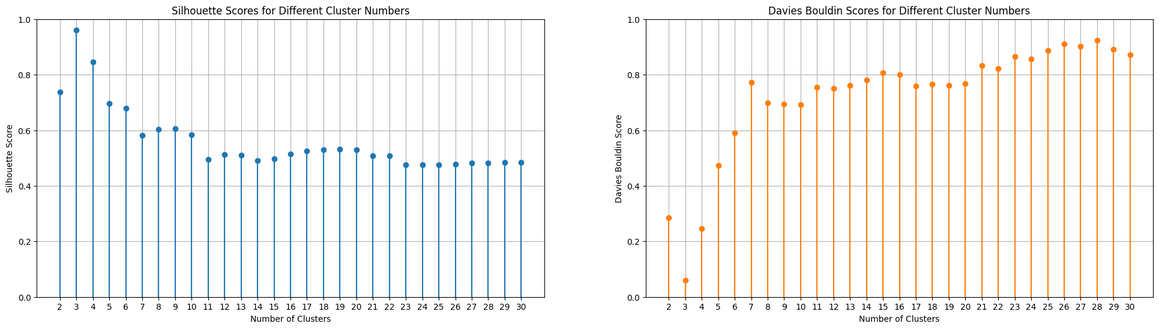 Silhouette Scores for Different Cluster Numbers
1.0
0.8
0.6
0.4
0.2
0.0
Silhouette Score
2 3 4 5 6 7 8 9 10 11 12 13 14 15 16 17 18 19 20 21 22 23 24 25 26 27 28 29 30
Number of Clusters
Davies Bouldin Scores for Different Cluster Numbers
1.0
0.8
0.6
0.4
0.2
0.0
Davies Bouldin Score
2 3 4 5 6 7 8 9 10 11 12 13 14 15 16 17 18 19 20 21 22 23 24 25 26 27 28 29 30
Number of Clusters